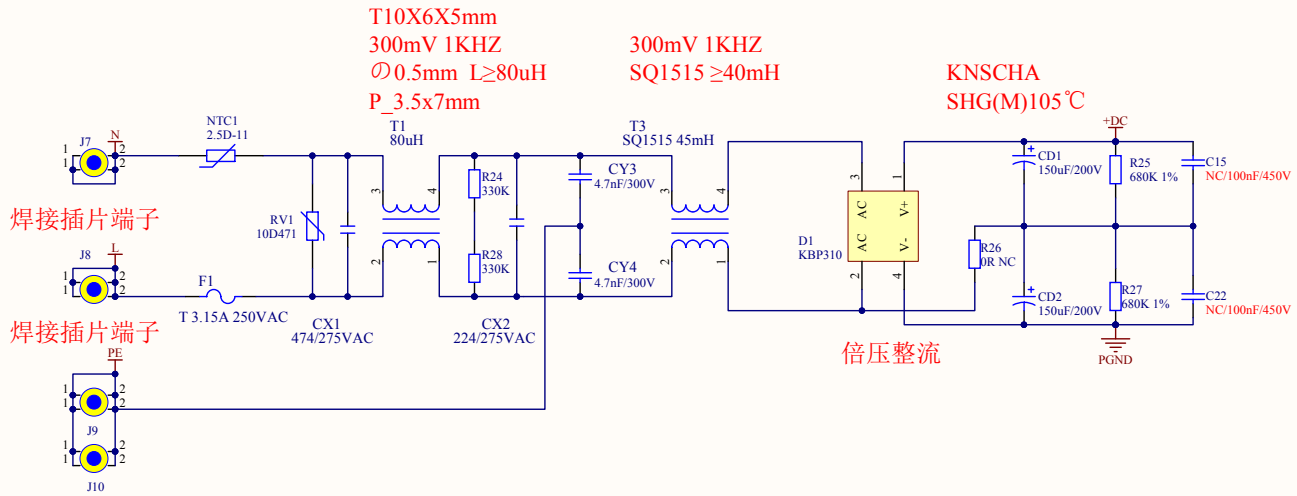 T10X6X5mm
300mV 1KHZ
の0.5mm L≥80uH
P_3.5x7mm
300mV 1KHZ
SQ1515 ≥40mH
KNSCHA
SHG(M)105℃
NTC1
2.5D-11
T1
80uH
T3
SQ1515 45mH
+DC
J7
N
1
1
2
2
焊接插片端子
RV1
10D471
3
4
2
1
R24
330K
R28
330K
CY3
4.7nF/300V
CY4
4.7nF/300V
3
4
2
1
3
1
AC
V+
AC
V-
2
4
D1
KBP310
CD1
150uF/200V
R25
680K 1%
C15
NC/100nF/450V
R26
0R NC
CD2
150uF/200V
R27
680K 1%
C22
NC/100nF/450V
J8
L
1
1
2
2
F1
T 3.15A 250VAC
焊接插片端子
CX1
474/275VAC
CX2
224/275VAC
倍压整流
PGND
PE
1
1
2
2
J9
1
1
2
2
J10